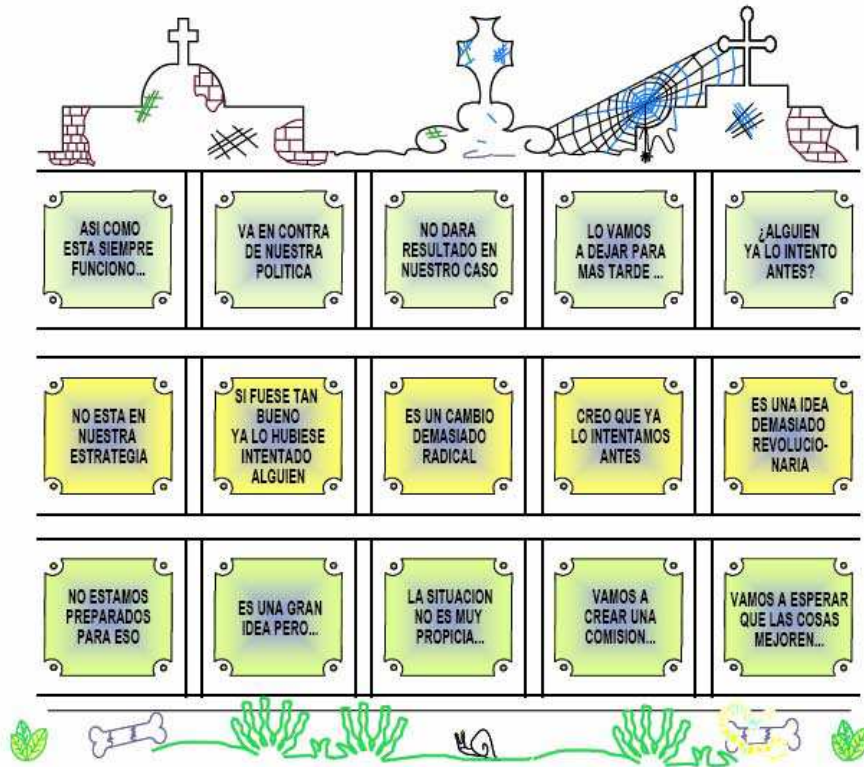 ASI COMO
ESTA SIEMPRE
FUNCIONO...
VA EN CONTRA
DE NUESTRA
POLITICA
NO DARA
RESULTADO EN
NUESTRO CASO
LO VAMOS
A DEJAR PARA
MAS TARDE ...
¿ALGUIEN
YA LO INTENTO
ANTES?
NO ESTA EN
NUESTRA
ESTRATEGIA
SI FUESE TAN
BUENO
YA LO HUBIESE
INTENTADO
ALGUIEN
ES UN CAMBIO
DEMASIADO
RADICAL
CREO QUE YA
LO INTENTAMOS
ANTES
ES UNA IDEA
DEMASIADO
REVOLUCIO-
NARIA
NO ESTAMOS
PREPARADOS
PARA ESO
ES UNA GRAN
IDEA PERO...
LA SITUACION
NO ES MUY
PROPICIA...
VAMOS A
CREAR UNA
COMISION...
VAMOS A ESPERAR
QUE LAS COSAS
MEJOREN...